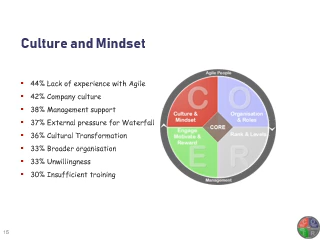 Culture and Mindset
44% Lack of experience with Agile
42% Company culture
38% Management support
37% External pressure for Waterfall
36% Cultural Transformation
33% Broader organisation
33% Unwillingness
30% Insufficient training
Agile People
C
O
Culture &
Mindset
Organisation
& Roles
CORE
Engage
Motivate &
Reward
Rank & Levels
E
R
Management